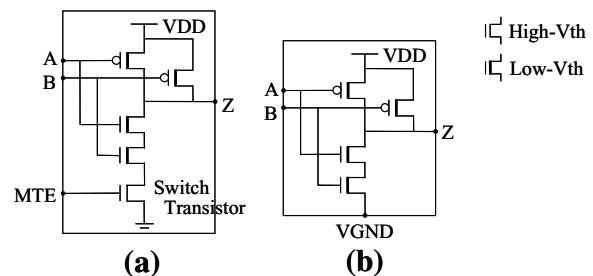 VDD
A
B
Z
MTE
Switch
Transistor
(a)
VDD
A
B
Z
VGND
(b)
High-Vth
Low-Vth